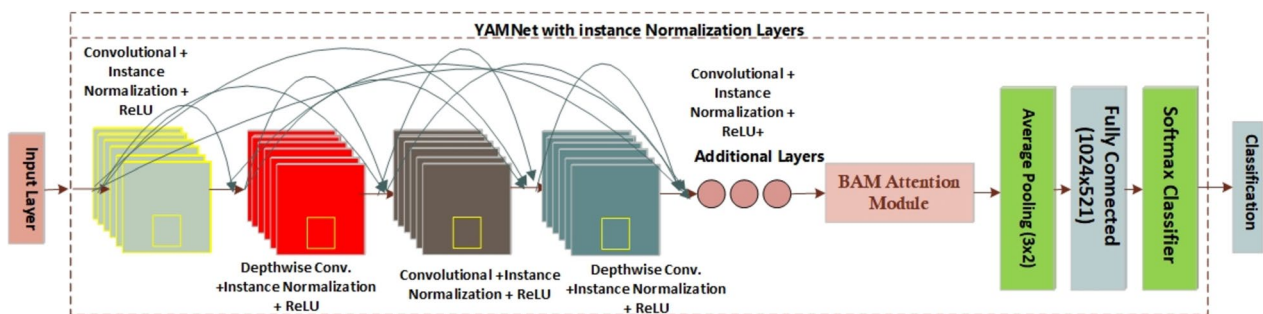 YAMNet with instance Normalization Layers
Convolutional +
Instance
Normalization +
ReLU
Convolutional +
Instance
Normalization +
ReLU+
Additional Layers
Input Layer
BAM Attention
Module
Average Pooling (3x2)
Fully Connected
(1024x521)
Softmax Classifier
Classification
Depthwise Conv.
+Instance Normalization
+ ReLU
Convolutional +Instance
Normalization + ReLU
Depthwise Conv.
+Instance Normalization
+ ReLU